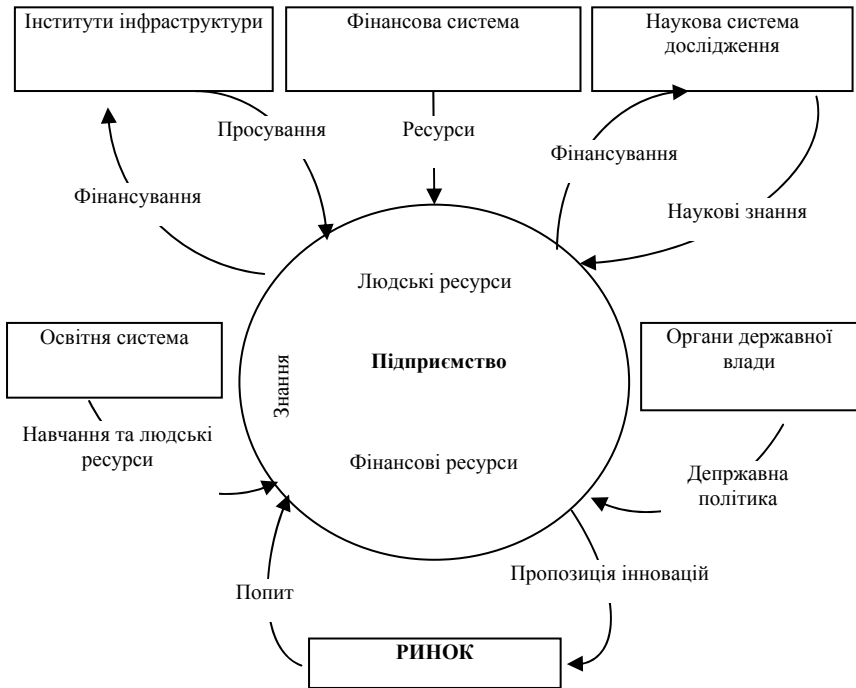 Інститути інфраструктури
Фінансова система
Наукова система
дослідження
Просування
Ресурси
Фінансування
Фінансування
Наукові знання
Людські ресурси
Освітня система
Органи державної
влади
Підприємство
Знання
Навчання та людські
ресурси
Фінансові ресурси
Депржавна
політика
Пропозиція інновацій
Попит
РИНОК